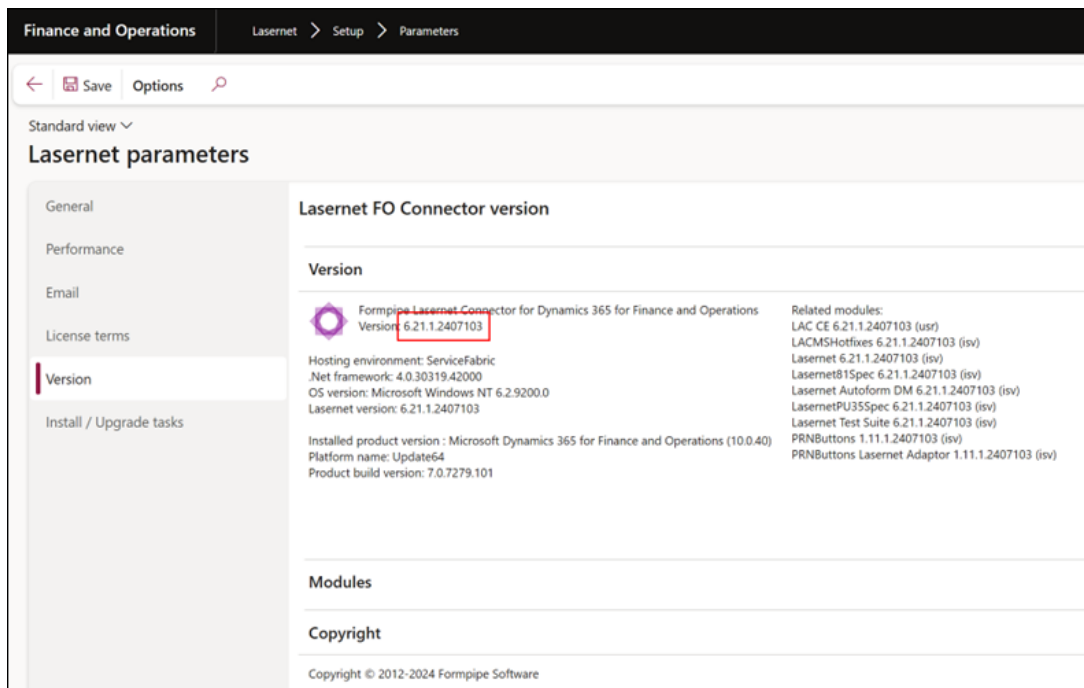 Finance and Operations
Lasernet > Setup > Parameters
Save Options
Standard view
Lasernet parameters
General
Performance
Email
License terms
Version
Install / Upgrade tasks
Lasernet FO Connector version
Version
Formpipe Lasernet Connector for Dynamics 365 for Finance and Operations
Version: 6.21.1.2407103
Hosting environment: ServiceFabric
.Net framework: 4.0.30319.42000
OS version: Microsoft Windows NT 6.2.9200.0
Lasernet version: 6.21.1.2407103
Installed product version : Microsoft Dynamics 365 for Finance and Operations (10.0.40)
Platform name: Update64
Product build version: 7.0.7279.101
Related modules:
LAC CE 6.21.1.2407103 (usr)
LACMSHotfixes 6.21.1.2407103 (isv)
Lasernet 6.21.1.2407103 (isv)
Lasernet81Spec 6.21.1.2407103 (isv)
Lasernet Autoform DM 6.21.1.2407103 (isv)
LasernetPU35Spec 6.21.1.2407103 (isv)
Lasernet Test Suite 6.21.1.2407103 (isv)
PRNButtons 1.11.1.2407103 (isv)
PRNButtons Lasernet Adaptor 1.11.1.2407103 (isv)
Modules
Copyright
Copyright © 2012-2024 Formpipe Software